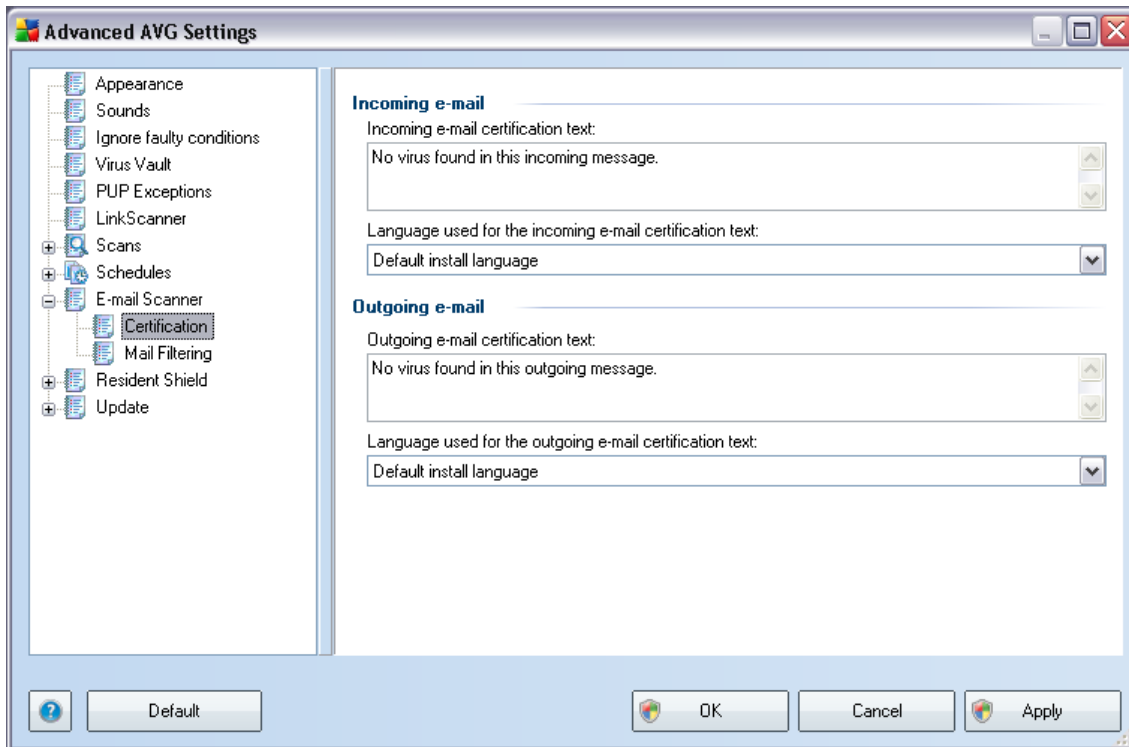 Advanced AVG Settings
Appearance
Sounds
Ignore faulty conditions
Virus Vault
PUP Exceptions
LinkScanner
Scans
Schedules
E-mail Scanner
Certification
Mail Filtering
Resident Shield
Update
Incoming e-mail
Incoming e-mail certification text:
No virus found in this incoming message.
Language used for the incoming e-mail certification text:
Default install language
Outgoing e-mail
Outgoing e-mail certification text:
No virus found in this outgoing message.
Language used for the outgoing e-mail certification text:
Default install language
Default
OK
Cancel
Apply